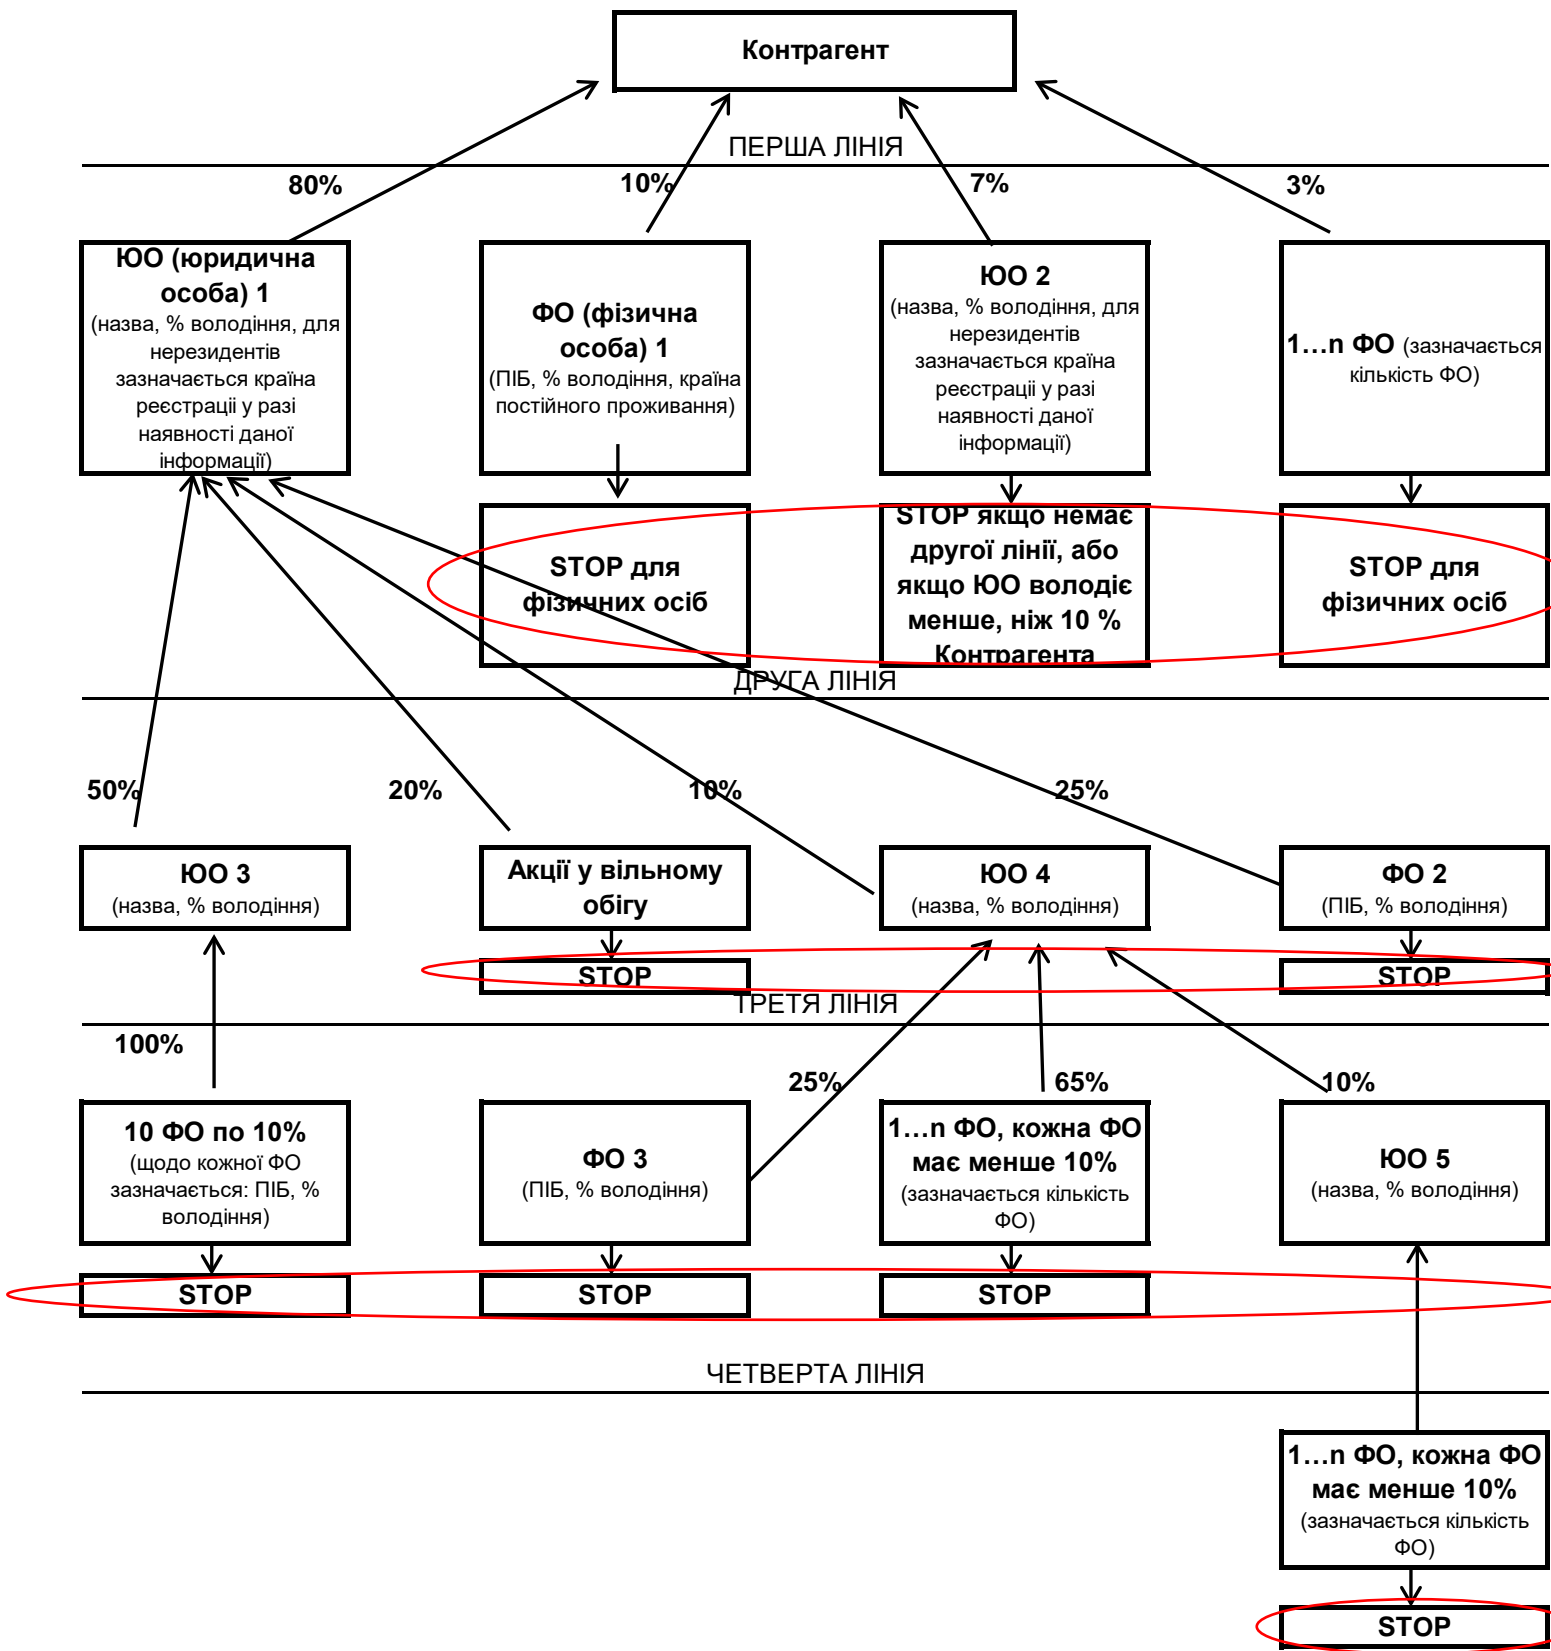 Контрагент
ПЕРША ЛІНІЯ
80%
10%
7%
3%
ЮО (юридична
особа) 1
(назва, % володіння, для
нерезидентів
зазначається країна
реєстрації у разі
наявності даної
інформації)
ФО (фізична
особа) 1
(ПІБ, % володіння, країна
постійного проживання)
ЮО 2
(назва, % володіння, для
нерезидентів
зазначається країна
реєстрації у разі
наявності даної
інформації)
1…n ФО (зазначається
кількість ФО)
STOP для
фізичних осіб
STOP якщо немає
другої лінії, або
якщо ЮО володіє
менше, ніж 10 %
Контрагента
STOP для
фізичних осіб
ДРУГА ЛІНІЯ
50%
20%
10%
25%
ЮО 3
(назва, % володіння)
Акції у вільному
обігу
ЮО 4
(назва, % володіння)
ФО 2
(ПІБ, % володіння)
STOP
STOP
ТРЕТЯ ЛІНІЯ
100%
25%
65%
10%
10 ФО по 10%
(щодо кожної ФО
зазначається: ПІБ, %
володіння)
ФО 3
(ПІБ, % володіння)
1…n ФО, кожна ФО
має менше 10%
(зазначається кількість
ФО)
ЮО 5
(назва, % володіння)
STOP
STOP
STOP
ЧЕТВЕРТА ЛІНІЯ
1…n ФО, кожна ФО
має менше 10%
(зазначається кількість
ФО)
STOP